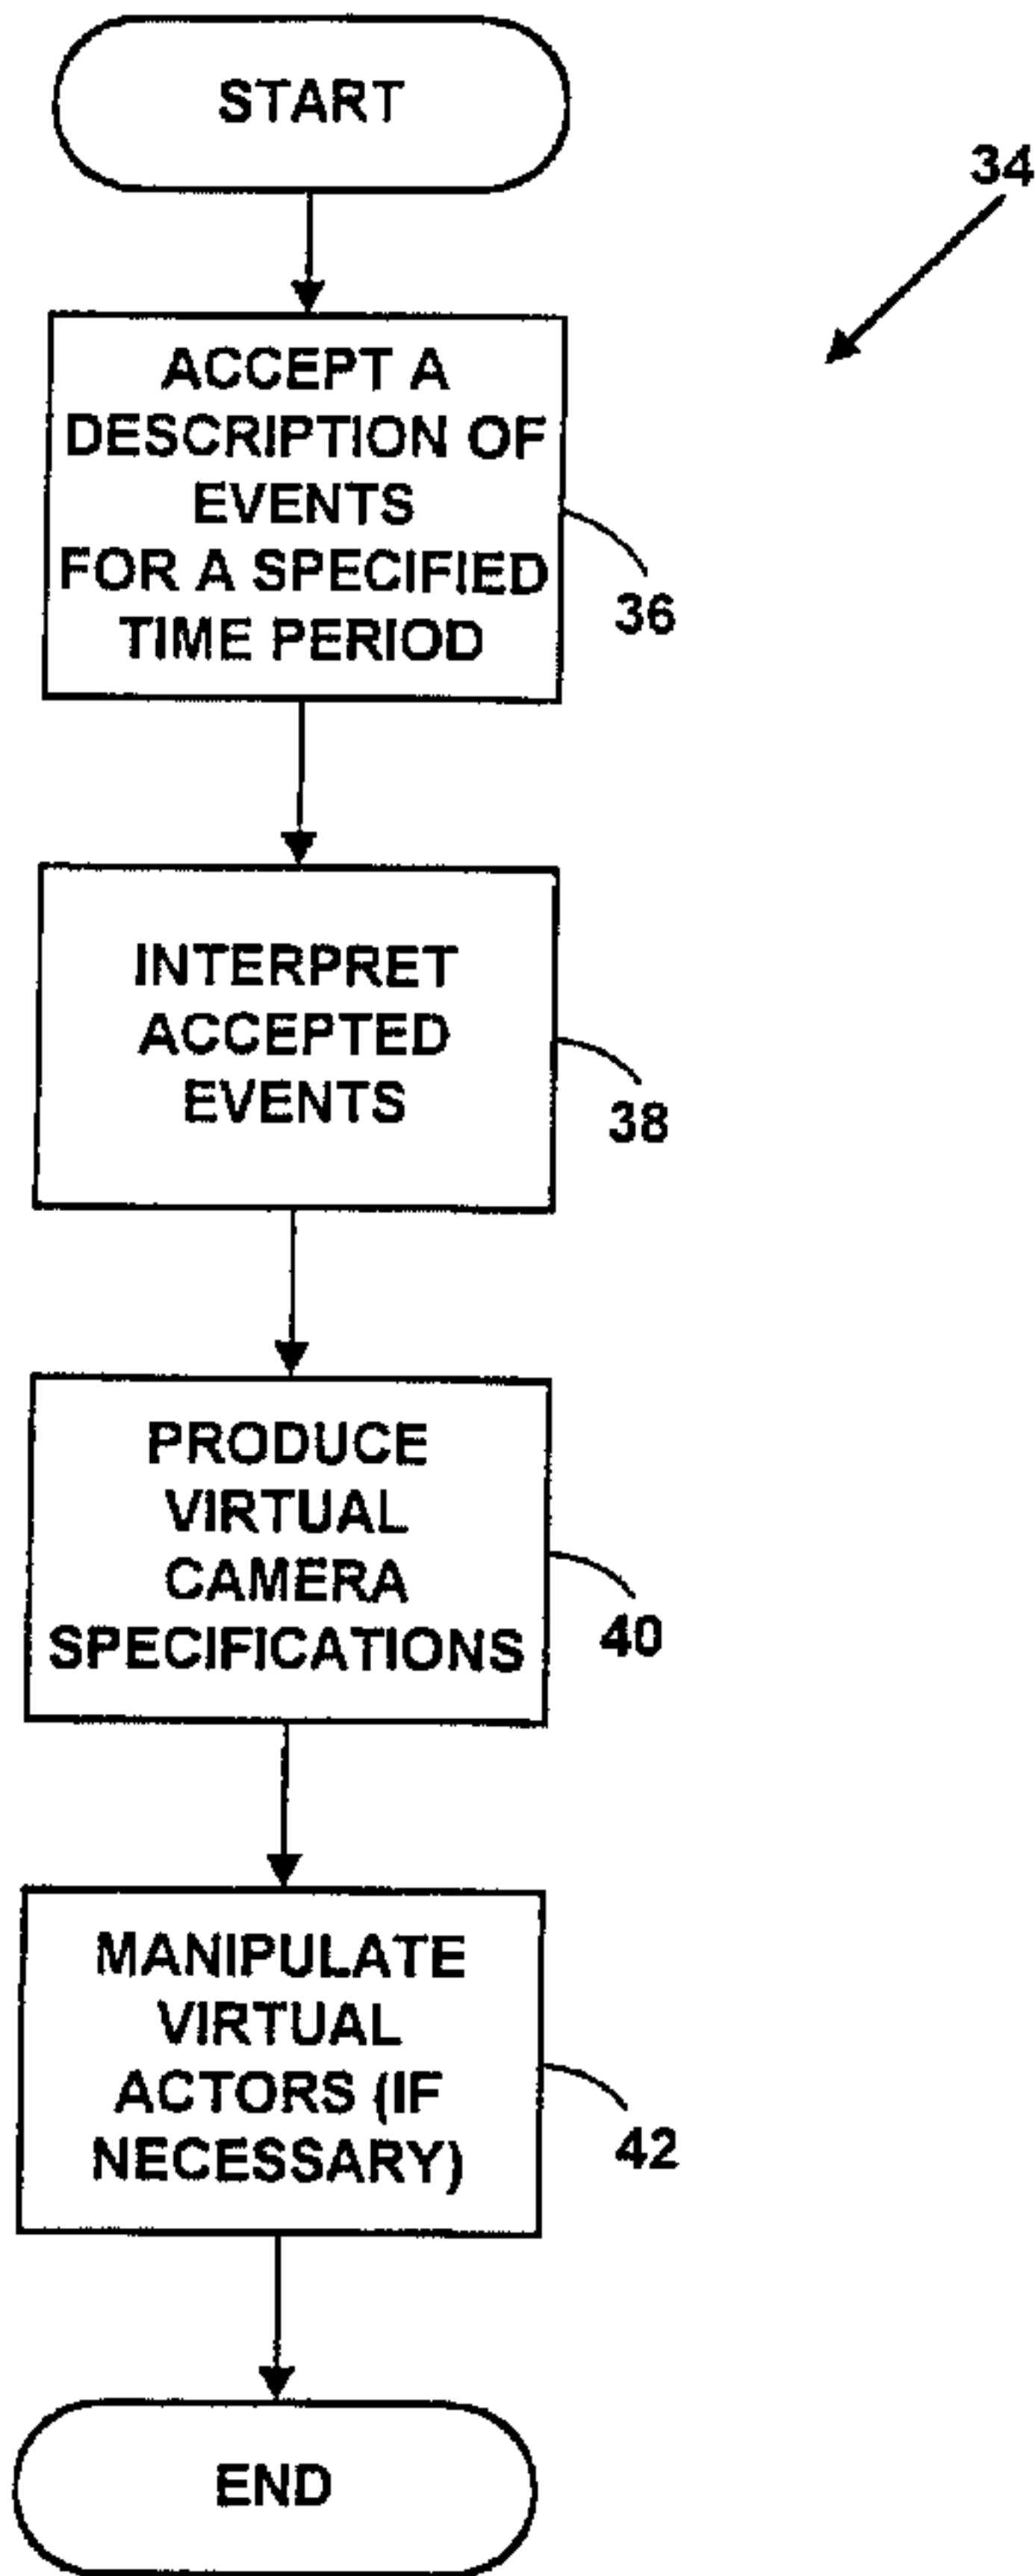 START
34
ACCEPT A
DESCRIPTION OF
EVENTS
FOR A SPECIFIED
TIME PERIOD
36
INTERPRET
ACCEPTED
EVENTS
38
PRODUCE
VIRTUAL
CAMERA
SPECIFICATIONS
40
MANIPULATE
VIRTUAL
ACTORS (IF
NECESSARY)
42
END